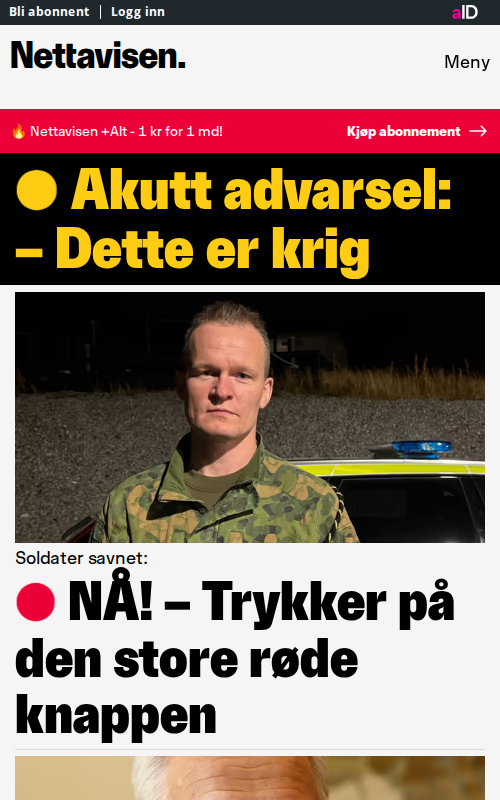 Bli abonnent | Logg inn
aID
Nettavisen.
Meny
🔥 Nettavisen +Alt - 1 kr for 1 md!
Kjøp abonnement →
Akutt advarsel:
– Dette er krig
Soldater savnet:
NÅ! – Trykker på
den store røde
knappen